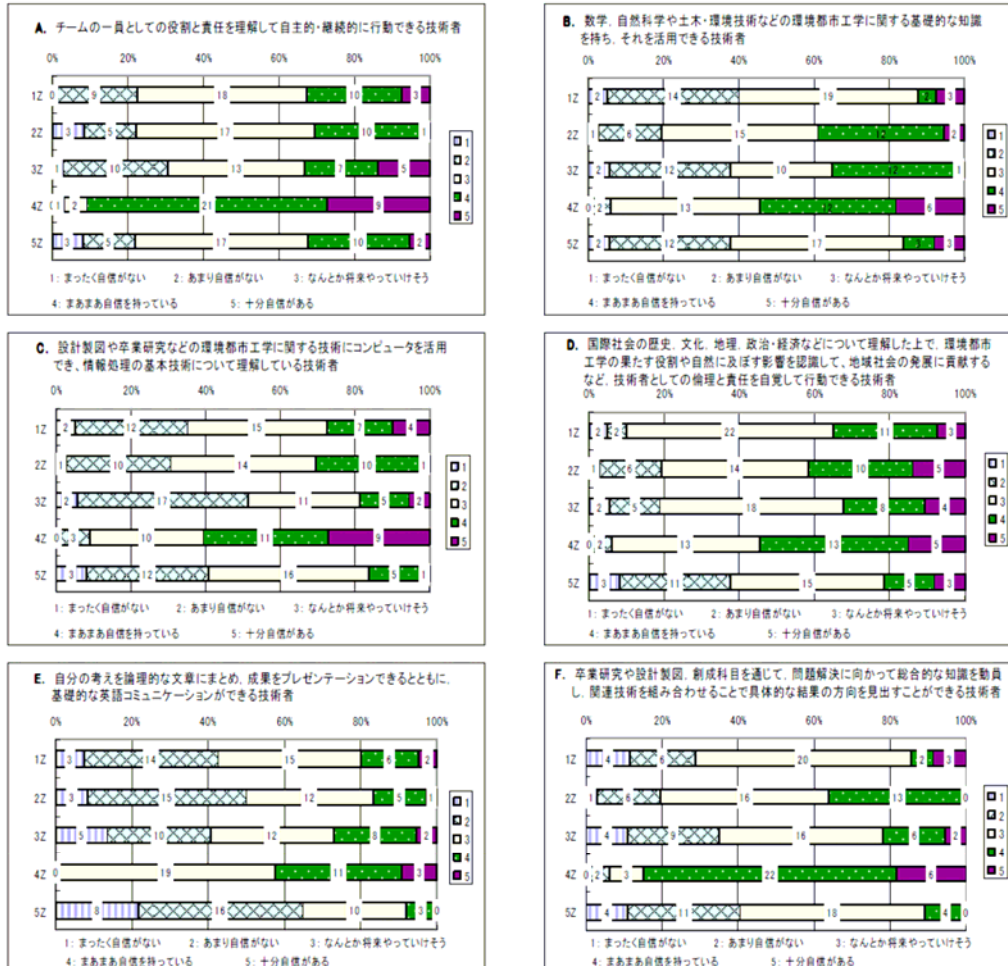 A. チームの一員としての役割と責任を理解して自主的・継続的に行動できる技術者
0% 20% 40% 60% 80% 100%
1Z 0 9 18 10 3
2Z 3 5 17 10 1
3Z 1 10 13 7 5
4Z 0 1 2 21 9
5Z 3 5 17 10 2
1 2 3 4 5
1: まったく自信がない 2: あまり自信がない 3: なんとか将来やっていけそう
4: まあまあ自信を持っている 5: 十分自信がある
B. 数学, 自然科学や土木・環境技術などの環境都市工学に関する基礎的な知識
を持ち, それを活用できる技術者
0% 20% 40% 60% 80% 100%
1Z 2 14 19 3
2Z 1 6 15 12 2
3Z 2 12 10 12 1
4Z 0 2 13 12 6
5Z 2 12 17 3 3
1 2 3 4 5
1: まったく自信がない 2: あまり自信がない 3: なんとか将来やっていけそう
4: まあまあ自信を持っている 5: 十分自信がある
C. 設計製図や卒業研究などの環境都市工学に関する技術にコンピュータを活用
でき、情報処理の基本技術について理解している技術者
0% 20% 40% 60% 80% 100%
1Z 2 12 15 7 4
2Z 1 10 14 10 1
3Z 2 17 11 5 2
4Z 0 3 10 11 9
5Z 3 12 16 5 1
1 2 3 4 5
1: まったく自信がない 2: あまり自信がない 3: なんとか将来やっていけそう
4: まあまあ自信を持っている 5: 十分自信がある
D. 国際社会の歴史, 文化, 地理, 政治・経済などについて理解した上で, 環境都市
工学の果たす役割や自然に及ぼす影響を認識して, 地域社会の発展に貢献する
など, 技術者としての倫理と責任を自覚して行動できる技術者
0% 20% 40% 60% 80% 100%
1Z 2 2 22 11 3
2Z 1 6 14 10 5
3Z 2 5 18 8 4
4Z 0 2 13 13 5
5Z 3 11 15 5 3
1 2 3 4 5
1: まったく自信がない 2: あまり自信がない 3: なんとか将来やっていけそう
4: まあまあ自信を持っている 5: 十分自信がある
E. 自分の考えを論理的な文章にまとめ, 成果をプレゼンテーションできるとともに,
基礎的な英語コミュニケーションができる技術者
0% 20% 40% 60% 80% 100%
1Z 3 14 15 6 2
2Z 3 15 12 5 1
3Z 5 10 12 8 2
4Z 0 19 11 3
5Z 8 16 10 3 0
1 2 3 4 5
1: まったく自信がない 2: あまり自信がない 3: なんとか将来やっていけそう
4: まあまあ自信を持っている 5: 十分自信がある
F. 卒業研究や設計製図, 創成科目を通じて, 問題解決に向かって総合的な知識を動員
し, 関連技術を組み合わせることで具体的な結果の方向を見出すことができる技術者
0% 20% 40% 60% 80% 100%
1Z 4 6 20 2 3
2Z 1 6 16 13 0
3Z 4 9 16 6 2
4Z 0 2 3 22 6
5Z 4 11 18 4 0
1 2 3 4 5
1: まったく自信がない 2: あまり自信がない 3: なんとか将来やっていけそう
4: まあまあ自信を持っている 5: 十分自信がある